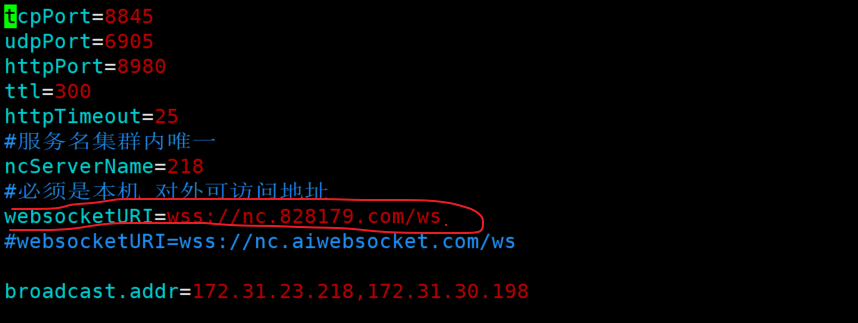 tcpPort=8845
udpPort=6905
httpPort=8980
ttl=300
httpTimeout=25
#服务名集群内唯一
ncServerName=218
#必须是本机 对外可访问地址
websocketURI=wss://nc.828179.com/ws
#websocketURI=wss://nc.aiwebsocket.com/ws
broadcast.addr=172.31.23.218,172.31.30.198